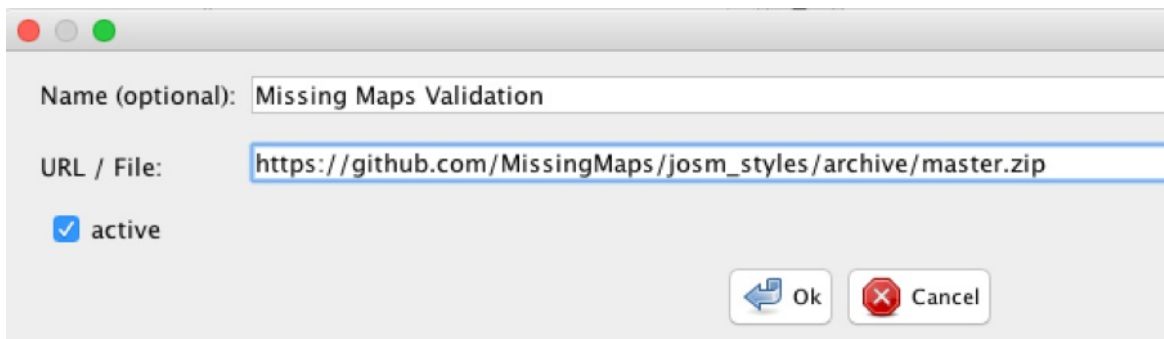 Name (optional): Missing Maps Validation
URL / File: https://github.com/MissingMaps/josm_styles/archive/master.zip
active
Ok Cancel